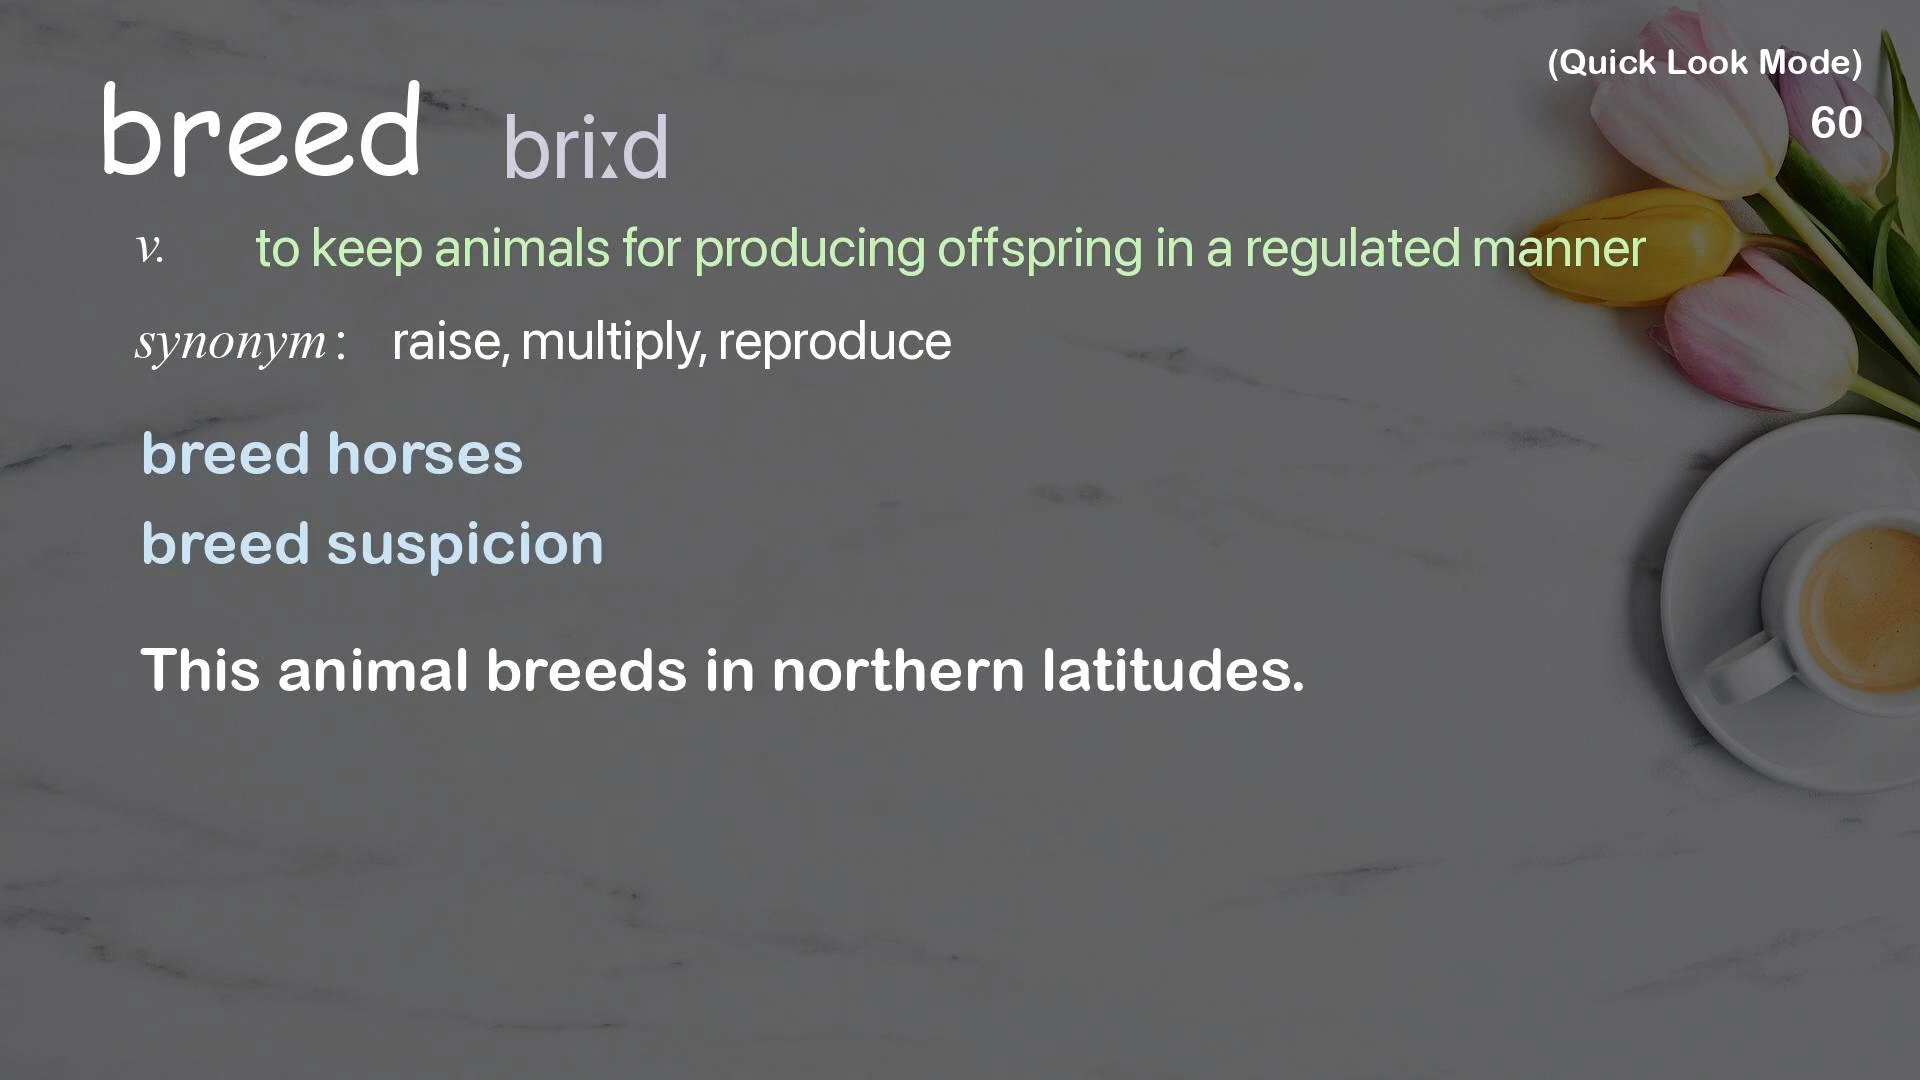 (Quick Look Mode)
60
breed briːd
v. to keep animals for producing offspring in a regulated manner
synonym: raise, multiply, reproduce
breed horses
breed suspicion
This animal breeds in northern latitudes.